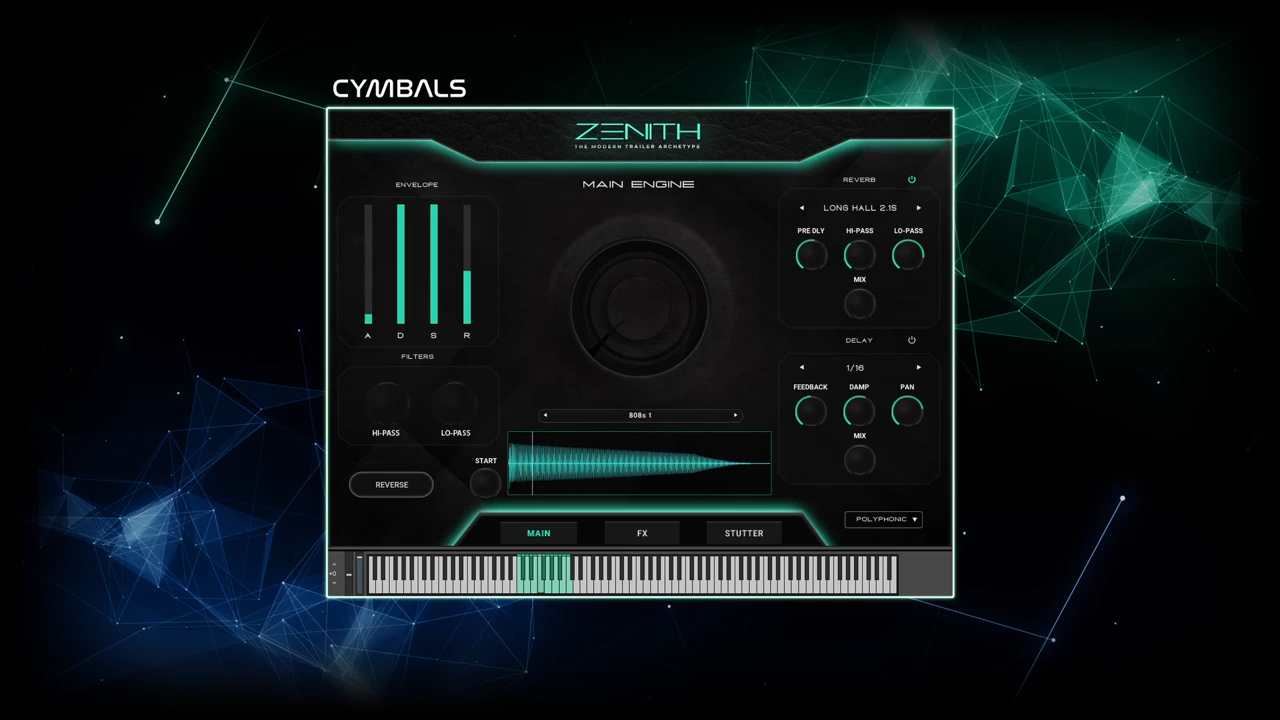 CYMBALS
ZENITH
THE MODERN TRAILER ARCHETYPE
ENVELOPE
A D S R
FILTERS
HI-PASS LO-PASS
REVERSE
MAIN ENGINE
808s 1
START
REVERB
LONG HALL 2.1S
PRE DLY HI-PASS LO-PASS
MIX
DELAY
1/16
FEEDBACK DAMP PAN
MIX
POLYPHONIC
MAIN FX STUTTER
+0